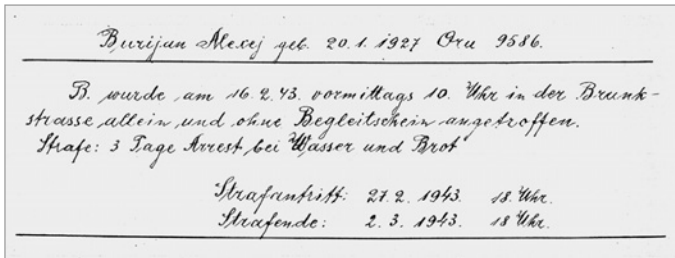 Burijan Alexej geb. 20.1.1927 Oru 9586.
B. wurde am 16.2.43. vormittags 10. Uhr in der Brunk-
strasse allein und ohne Begleitschein angetroffen.
Strafe: 3 Tage Arrest bei Wasser und Brot
Strafantritt: 27.2.1943. 18. Uhr.
Strafende: 2.3.1943. 18 Uhr.